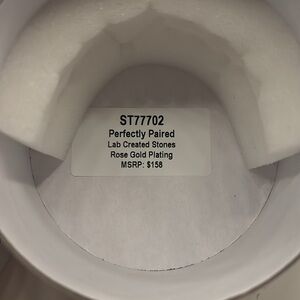 ST77702
Perfectly Paired
Lab Created Stones
Rose Gold Plating
MSRP: $158